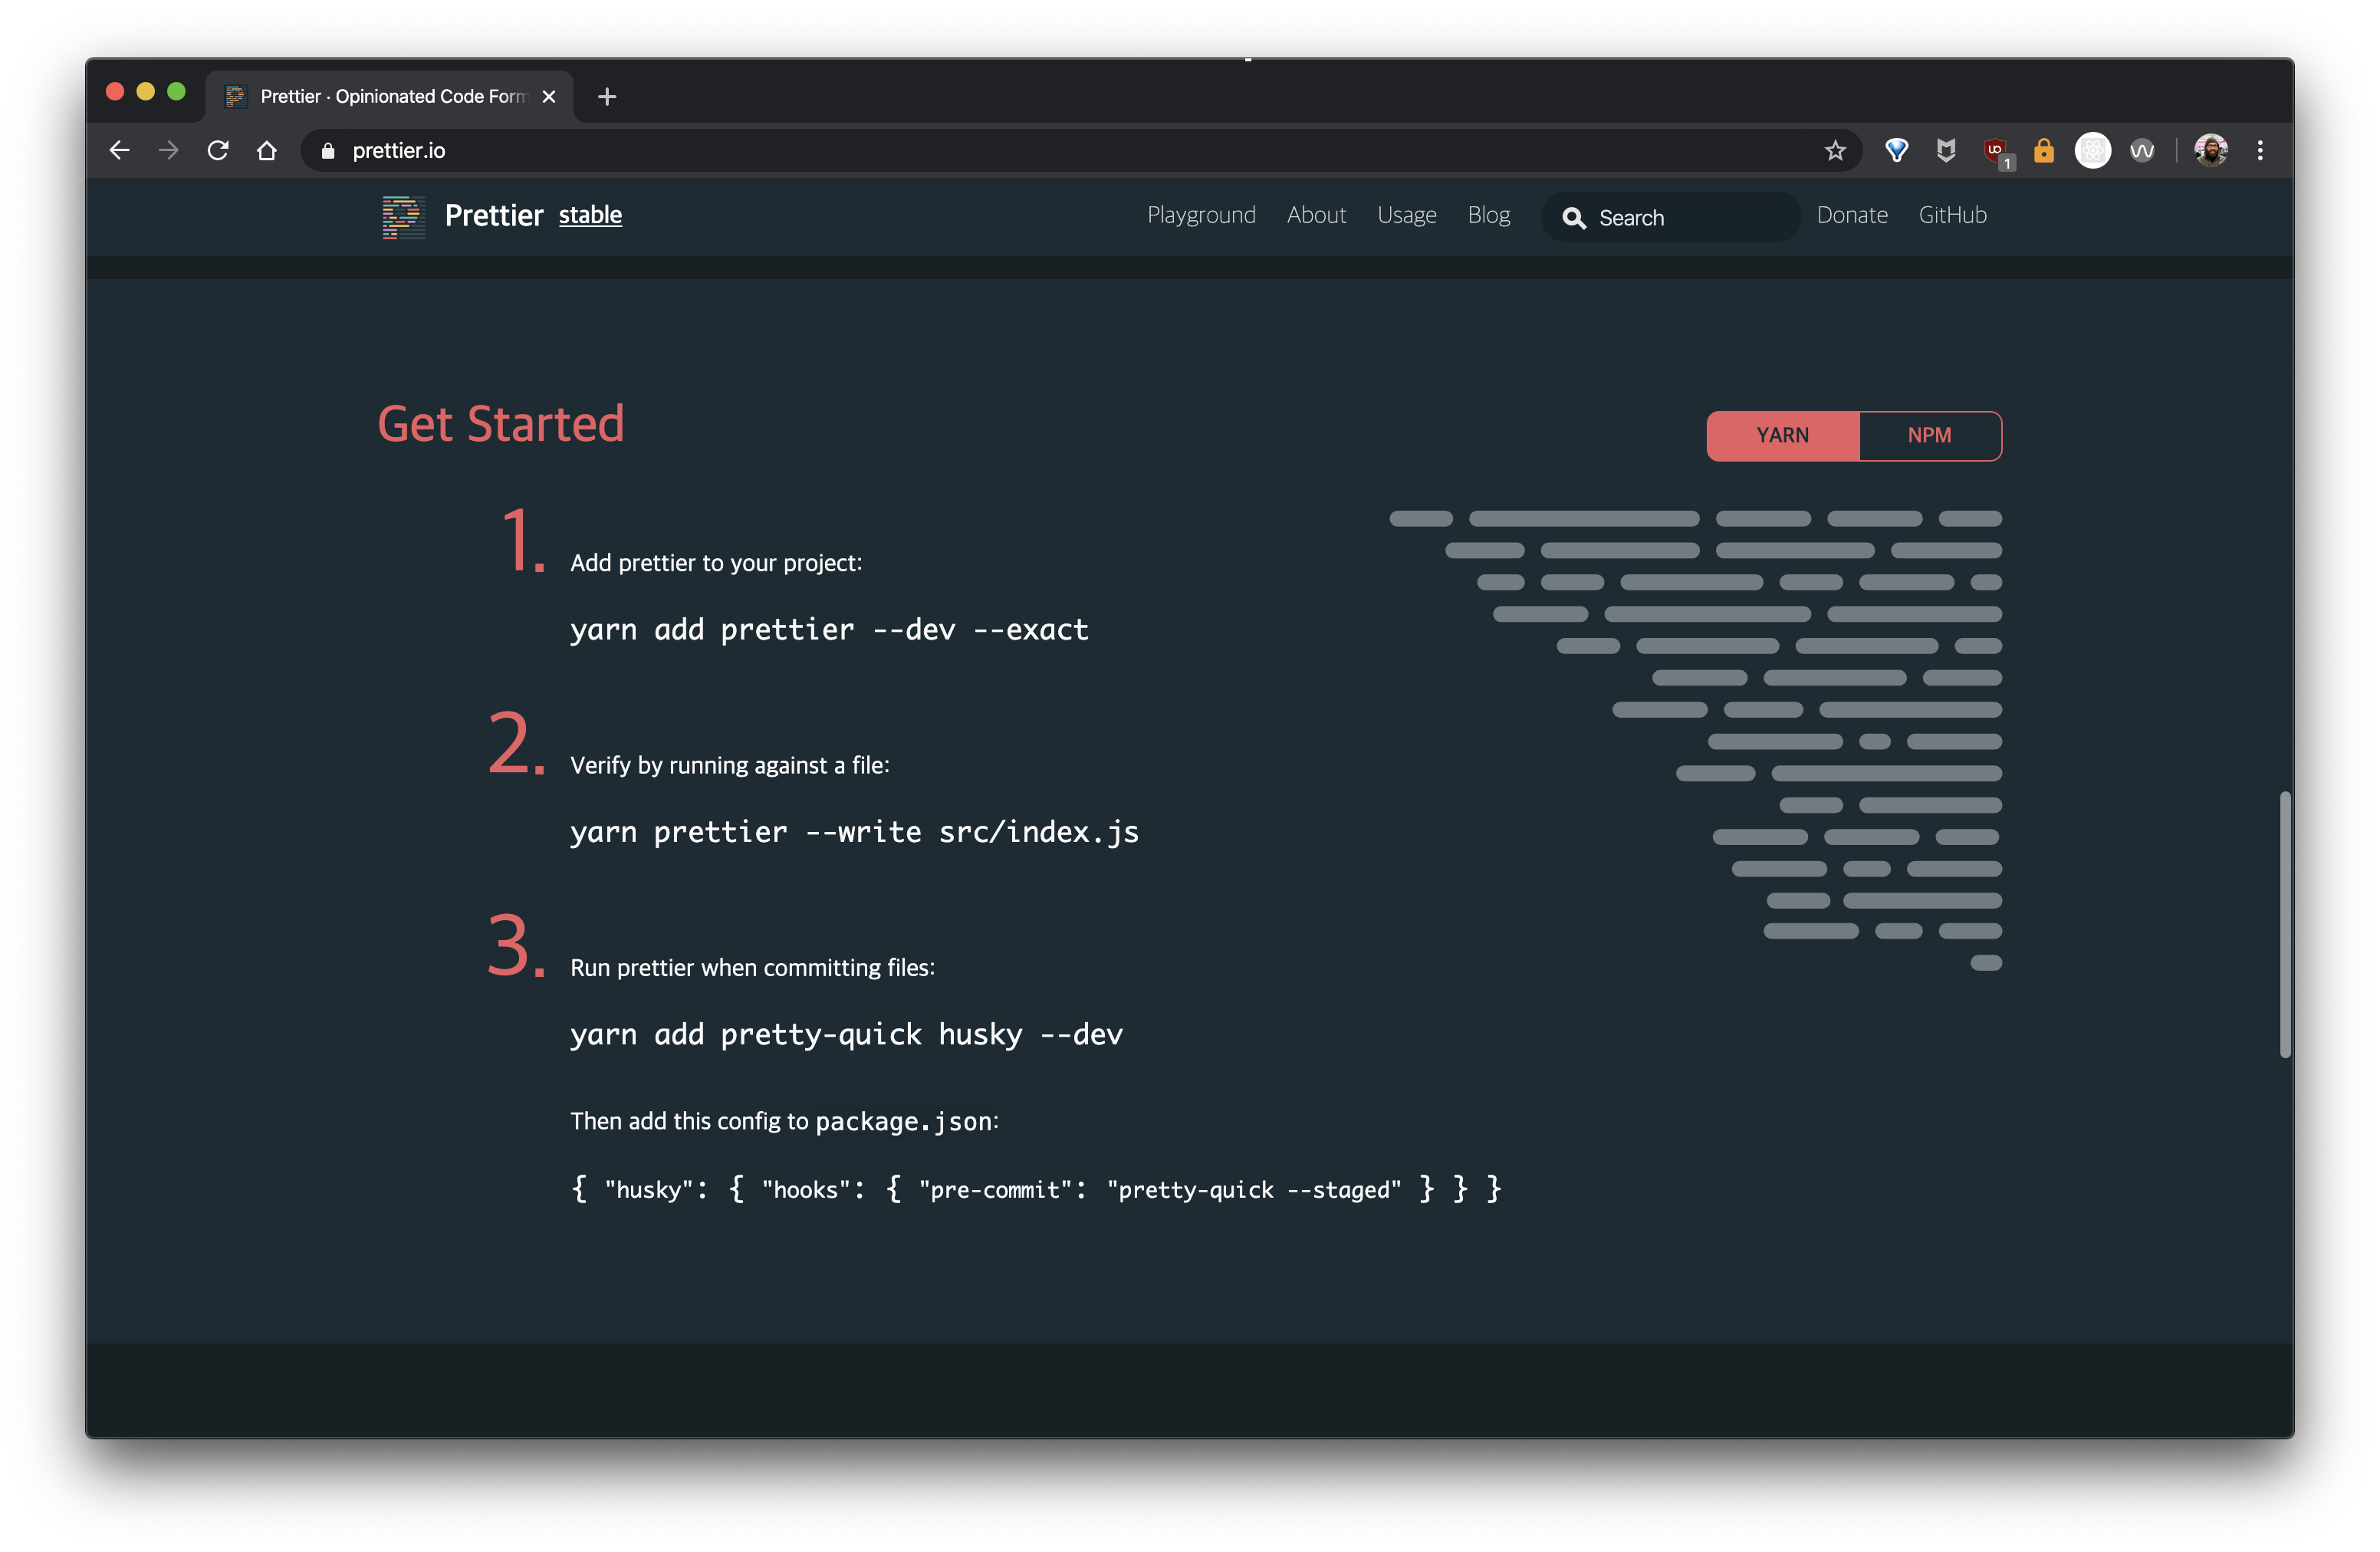 Prettier · Opinionated Code Form
prettier.io
1
Prettier stable
Playground About Usage Blog Search Donate GitHub
Get Started
YARN NPM
1. Add prettier to your project:
yarn add prettier --dev --exact
2. Verify by running against a file:
yarn prettier --write src/index.js
3. Run prettier when committing files:
yarn add pretty-quick husky --dev
Then add this config to package.json:
{ "husky": { "hooks": { "pre-commit": "pretty-quick --staged" } } }